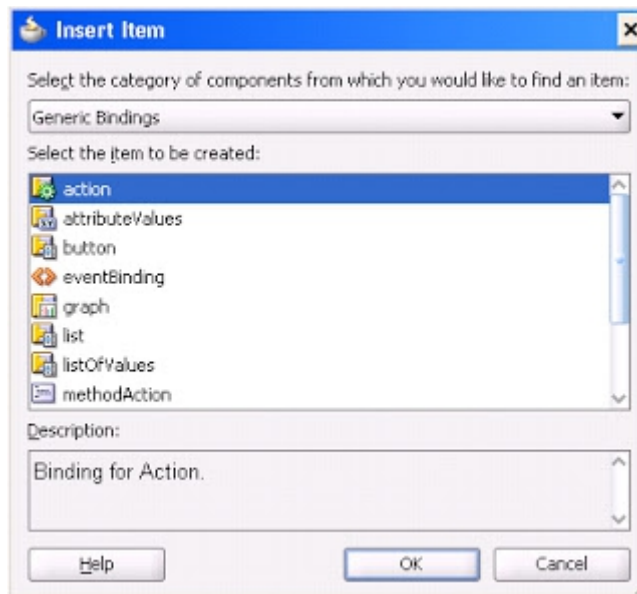 Insert Item
Select the category of components from which you would like to find an item:
Generic Bindings
Select the item to be created:
action
attributeValues
button
eventBinding
graph
list
listOfValues
methodAction
Description:
Binding for Action.
Help
OK
Cancel